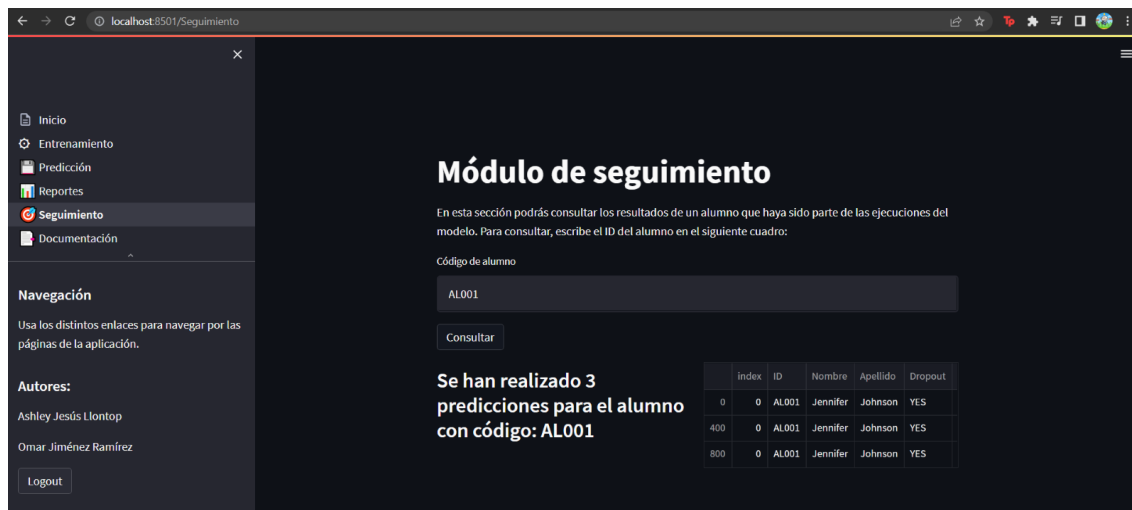 localhost:8501/Seguimiento
Tp
Inicio
Entrenamiento
Predicción
Reportes
Seguimiento
Documentación
Navegación
Usa los distintos enlaces para navegar por las
páginas de la aplicación.
Autores:
Ashley Jesús Llontop
Omar Jiménez Ramírez
Logout
Módulo de seguimiento
En esta sección podrás consultar los resultados de un alumno que haya sido parte de las ejecuciones del
modelo. Para consultar, escribe el ID del alumno en el siguiente cuadro:
Código de alumno
AL001
Consultar
Se han realizado 3
predicciones para el alumno
con código: AL001
index ID Nombre Apellido Dropout
0 0 AL001 Jennifer Johnson YES
400 0 AL001 Jennifer Johnson YES
800 0 AL001 Jennifer Johnson YES